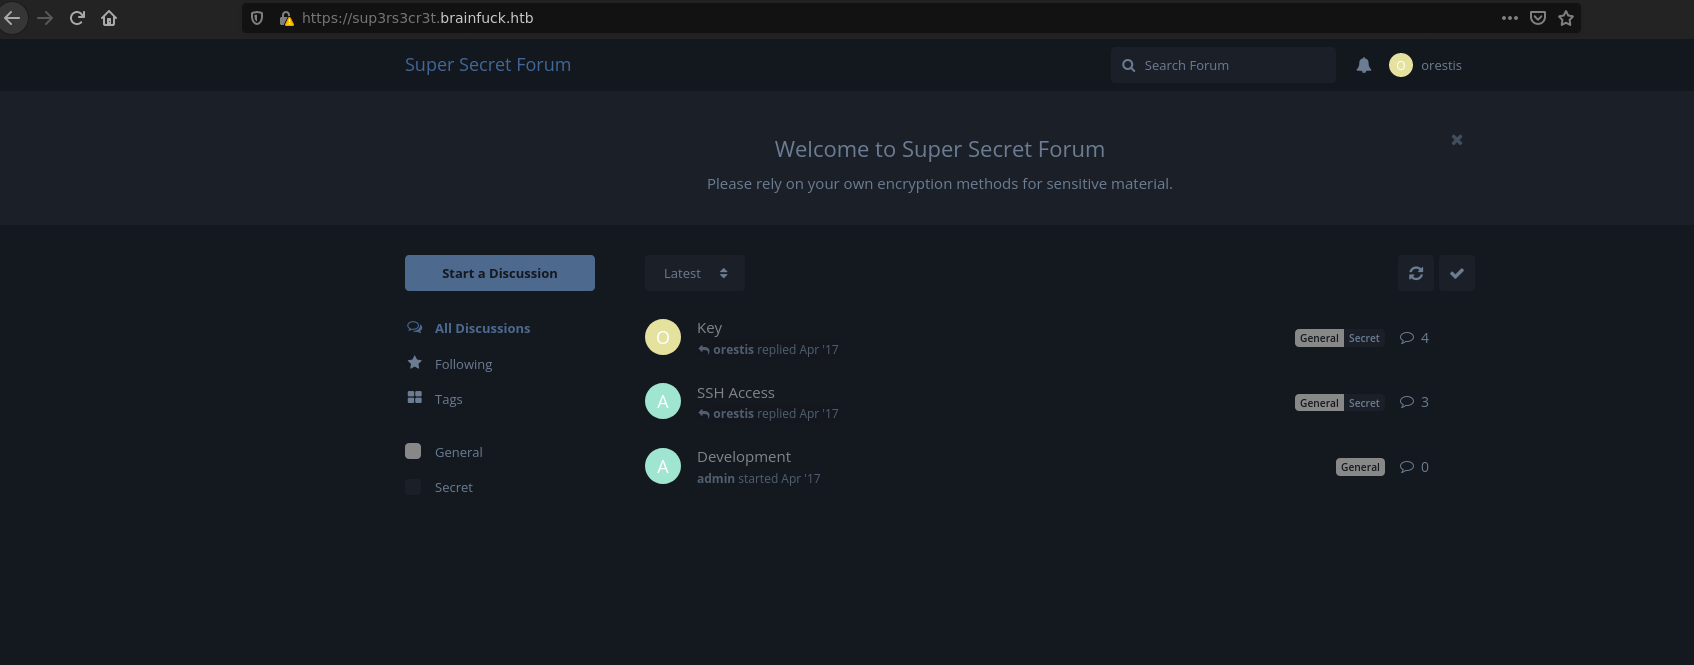 https://sup3rs3cr3t.brainfuck.htb
Super Secret Forum
Search Forum
O orestis
Welcome to Super Secret Forum
Please rely on your own encryption methods for sensitive material.
Start a Discussion
Latest
All Discussions
Following
Tags
General
Secret
O Key
orestis replied Apr '17
General Secret 4
A SSH Access
orestis replied Apr '17
General Secret 3
A Development
admin started Apr '17
General 0